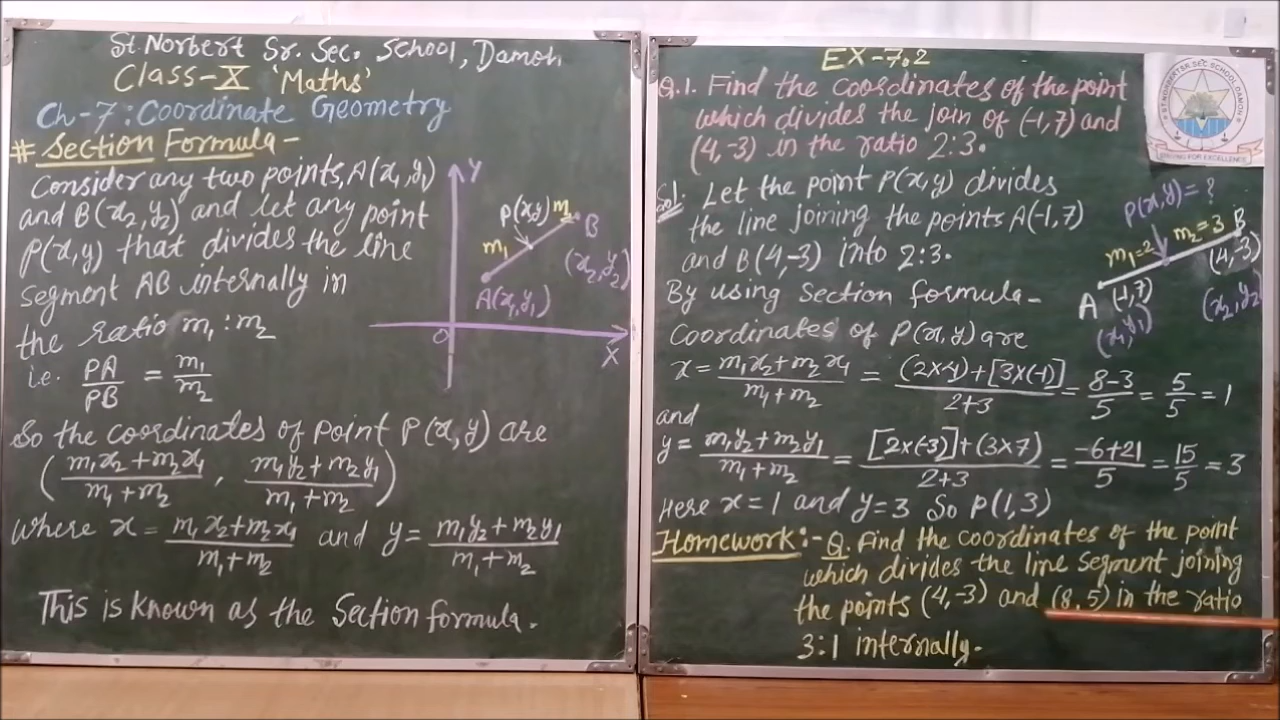 St. Norbert Sr. Sec. School, Damoh
Class-X 'Maths'
Ch-7: Coordinate Geometry
# Section Formula-
Consider any two points, A(x₁,y₁)
and B(x₂,y₂) and let any point
P(x,y) that divides the line
segment AB internally in
the ratio m₁:m₂
i.e. PA/PB = m₁/m₂
So the coordinates of point P(x,y) are
(m₁x₂+m₂x₁/m₁+m₂, m₁y₂+m₂y₁/m₁+m₂)
where x = m₁x₂+m₂x₁/m₁+m₂ and y = m₁y₂+m₂y₁/m₁+m₂
This is known as the Section formula.
Y
P(x,y) m₂
B
m₁
(x₂,y₂)
A(x₁,y₁)
O
X
EX-7.2
Q.1. Find the coordinates of the point
which divides the join of (-1,7) and
(4,-3) in the ratio 2:3.
Sol. Let the point P(x,y) divides
the line joining the points A(-1,7)
and B(4,-3) into 2:3.
By using Section formula-
Coordinates of P(x,y) are
x = m₁x₂+m₂x₁/m₁+m₂ = (2×4)+[3×(-1)]/2+3 = 8-3/5 = 5/5 = 1
and
y = m₁y₂+m₂y₁/m₁+m₂ = [2×(-3)]+(3×7)/2+3 = -6+21/5 = 15/5 = 3
Here x=1 and y=3 So P(1,3)
Homework:- Q. Find the coordinates of the point
which divides the line segment joining
the points (4,-3) and (8,5) in the ratio
3:1 internally.
P(x,y)=?
m₁=2
m₂=3
B
(4,-3)
A (-1,7)
(x₁,y₁)
(x₂,y₂)
ST.NORBERT SR.SEC.SCHOOL DAMOH
STRIVING FOR EXCELLENCE